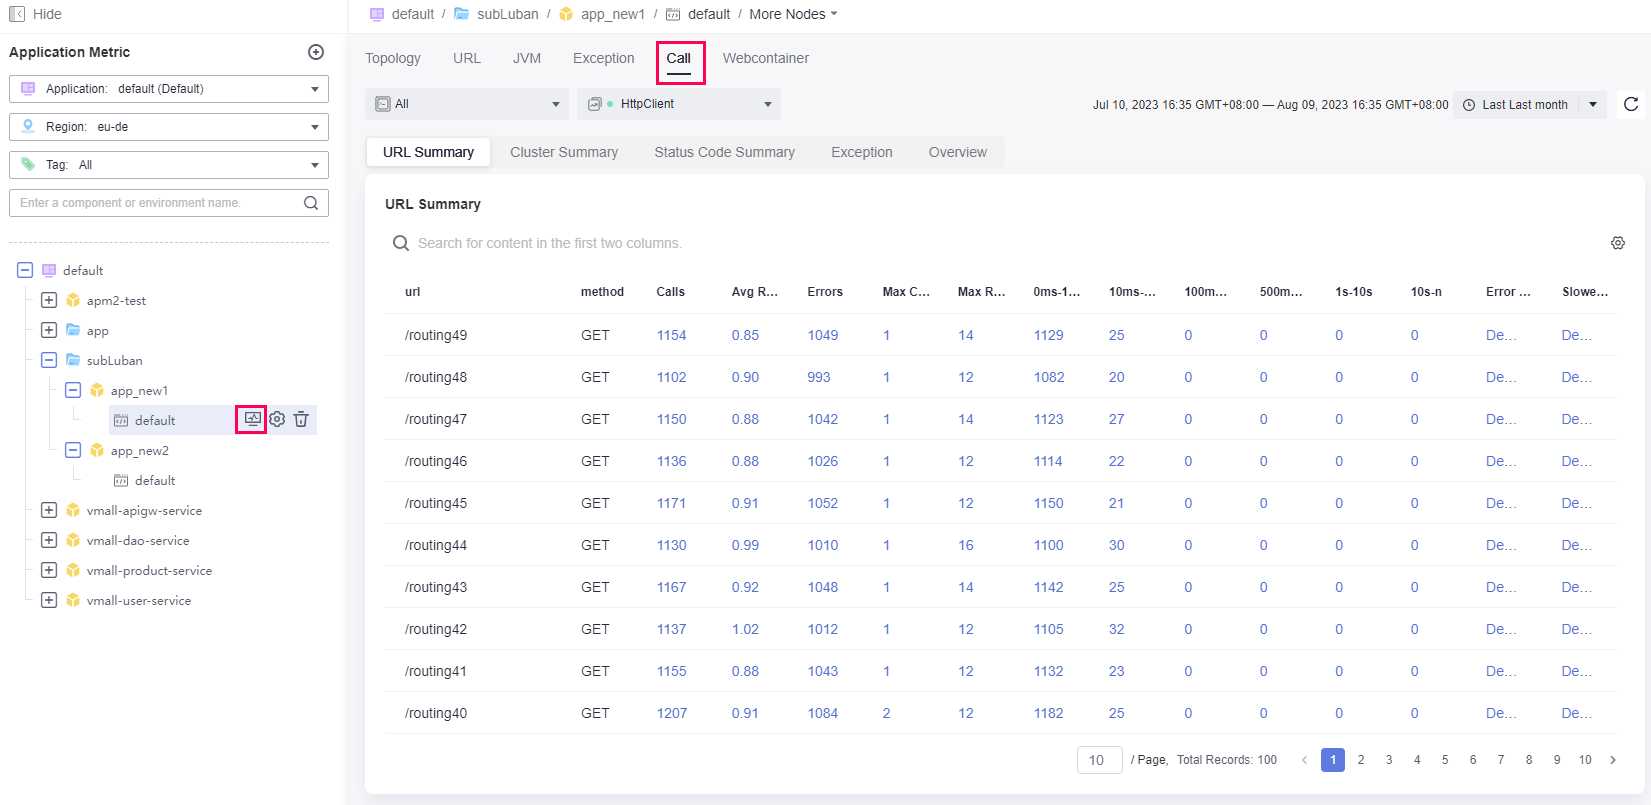 Hide
default / subLuban / app_new1 / default / More Nodes
Application Metric
Application: default (Default)
Region: eu-de
Tag: All
Enter a component or environment name.
default
apm2-test
app
subLuban
app_new1
default
app_new2
default
vmall-apigw-service
vmall-dao-service
vmall-product-service
vmall-user-service
Topology URL JVM Exception Call Webcontainer
All HttpClient Jul 10, 2023 16:35 GMT+08:00 — Aug 09, 2023 16:35 GMT+08:00 Last Last month
URL Summary Cluster Summary Status Code Summary Exception Overview
URL Summary
Search for content in the first two columns.
url method Calls Avg R... Errors Max C... Max R... 0ms-1... 10ms-... 100m... 500m... 1s-10s 10s-n Error ... Slowe...
/routing49 GET 1154 0.85 1049 1 14 1129 25 0 0 0 0 De... De...
/routing48 GET 1102 0.90 993 1 12 1082 20 0 0 0 0 De... De...
/routing47 GET 1150 0.88 1042 1 14 1123 27 0 0 0 0 De... De...
/routing46 GET 1136 0.88 1026 1 12 1114 22 0 0 0 0 De... De...
/routing45 GET 1171 0.91 1052 1 12 1150 21 0 0 0 0 De... De...
/routing44 GET 1130 0.99 1010 1 16 1100 30 0 0 0 0 De... De...
/routing43 GET 1167 0.92 1048 1 14 1142 25 0 0 0 0 De... De...
/routing42 GET 1137 1.02 1012 1 12 1105 32 0 0 0 0 De... De...
/routing41 GET 1155 0.88 1043 1 12 1132 23 0 0 0 0 De... De...
/routing40 GET 1207 0.91 1084 2 12 1182 25 0 0 0 0 De... De...
10 / Page, Total Records: 100 < 1 2 3 4 5 6 7 8 9 10 >